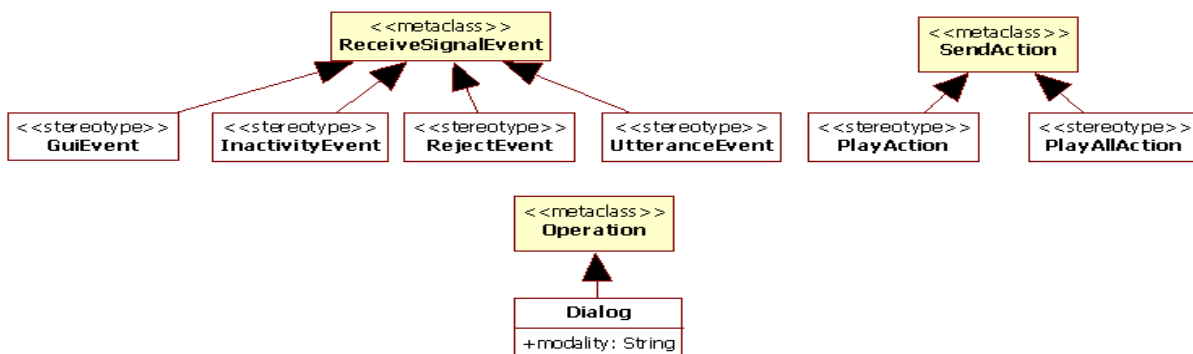 <<metaclass>>
ReceiveSignalEvent
<<metaclass>>
SendAction
<<stereotype>>
GuiEvent
<<stereotype>>
InactivityEvent
<<stereotype>>
RejectEvent
<<stereotype>>
UtteranceEvent
<<stereotype>>
PlayAction
<<stereotype>>
PlayAllAction
<<metaclass>>
Operation
Dialog
+modality: String